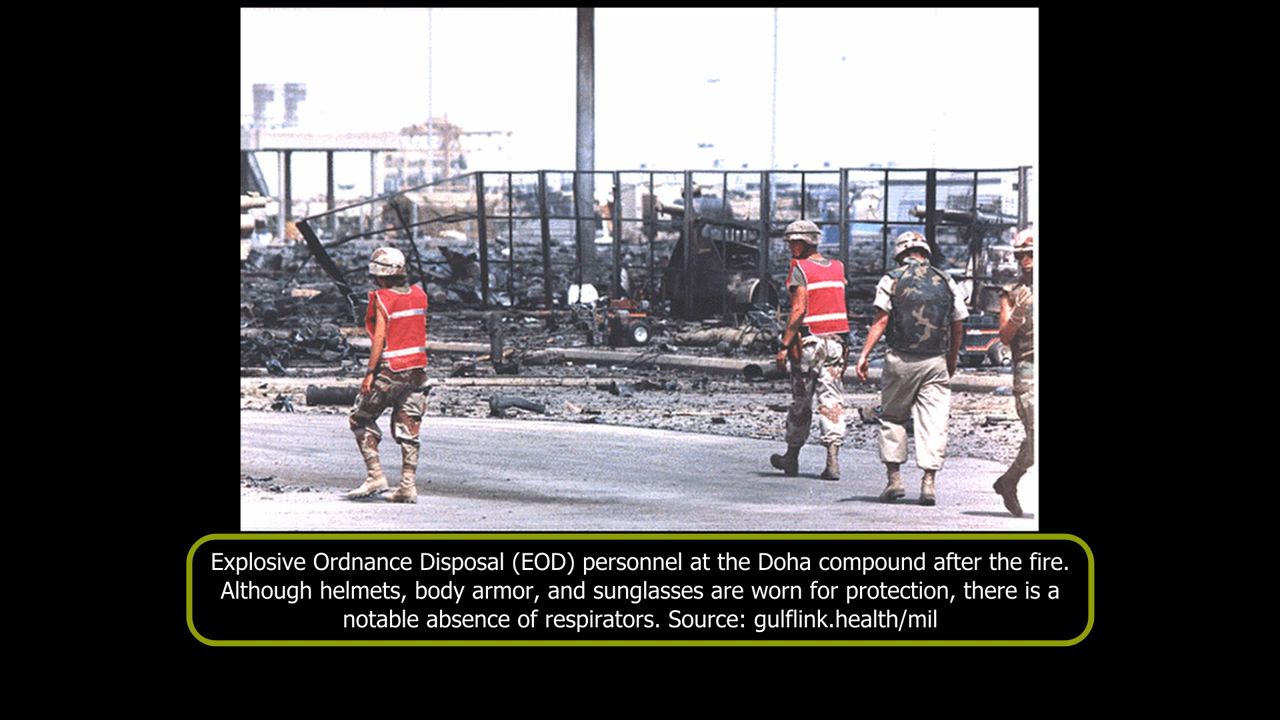 Explosive Ordnance Disposal (EOD) personnel at the Doha compound after the fire.
Although helmets, body armor, and sunglasses are worn for protection, there is a
notable absence of respirators. Source: gulflink.health/mil